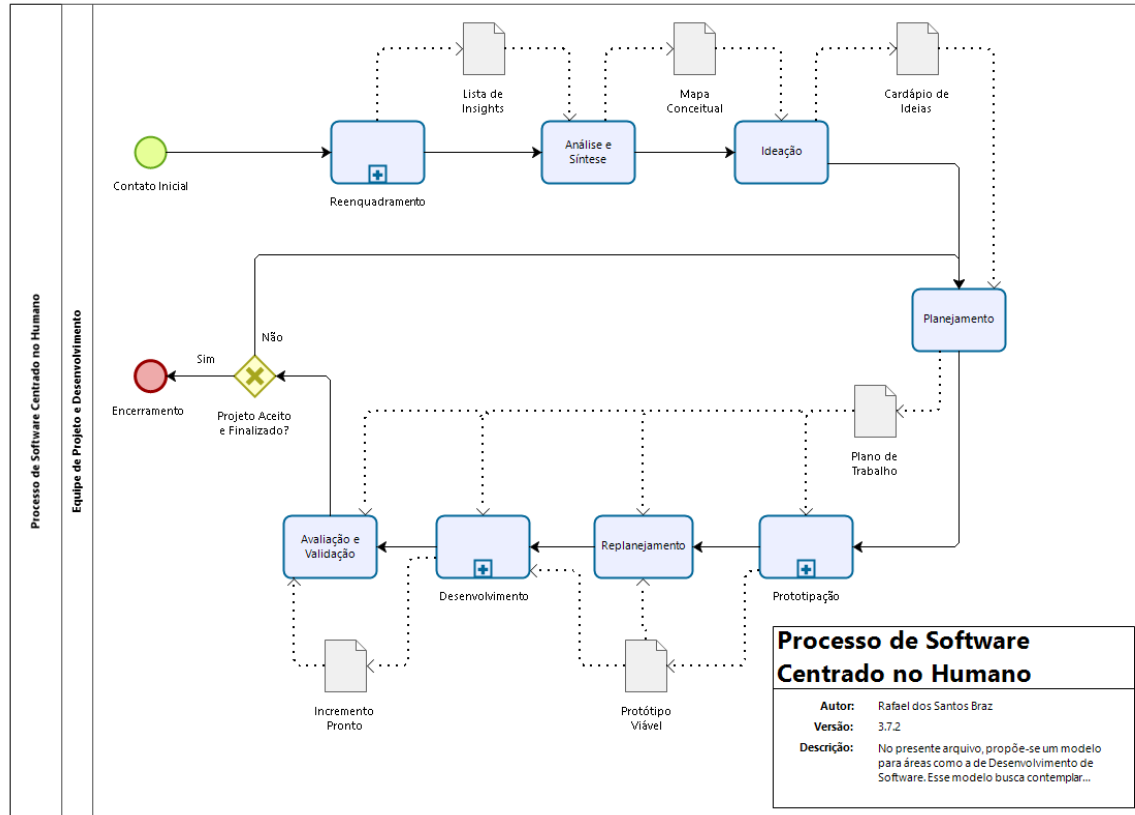 Processo de Software Centrado no Humano
Equipe de Projeto e Desenvolvimento
Lista de
Insights
Mapa
Conceitual
Cardápio de
Ideias
Contato Inicial
Reenquadramento
Análise e
Síntese
Ideação
Planejamento
Não
Sim
Encerramento
Projeto Aceito
e Finalizado?
Plano de
Trabalho
Avaliação e
Validação
Desenvolvimento
Replanejamento
Prototipação
Incremento
Pronto
Protótipo
Viável
Processo de Software
Centrado no Humano
Autor: Rafael dos Santos Braz
Versão: 3.7.2
Descrição: No presente arquivo, propõe-se um modelo
para áreas como a de Desenvolvimento de
Software. Esse modelo busca contemplar...